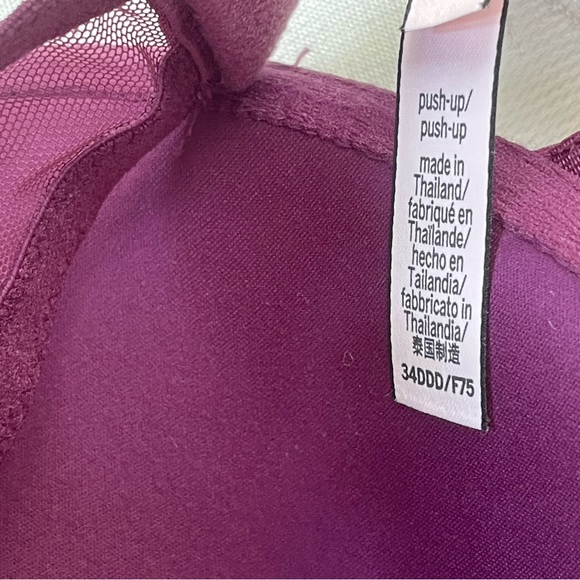 push-up/
push-up
made in
Thailand/
fabriqué en
Thaïlande/
hecho en
Tailandia/
fabbricato in
Thailandia/
泰国制造
34DDD/F75